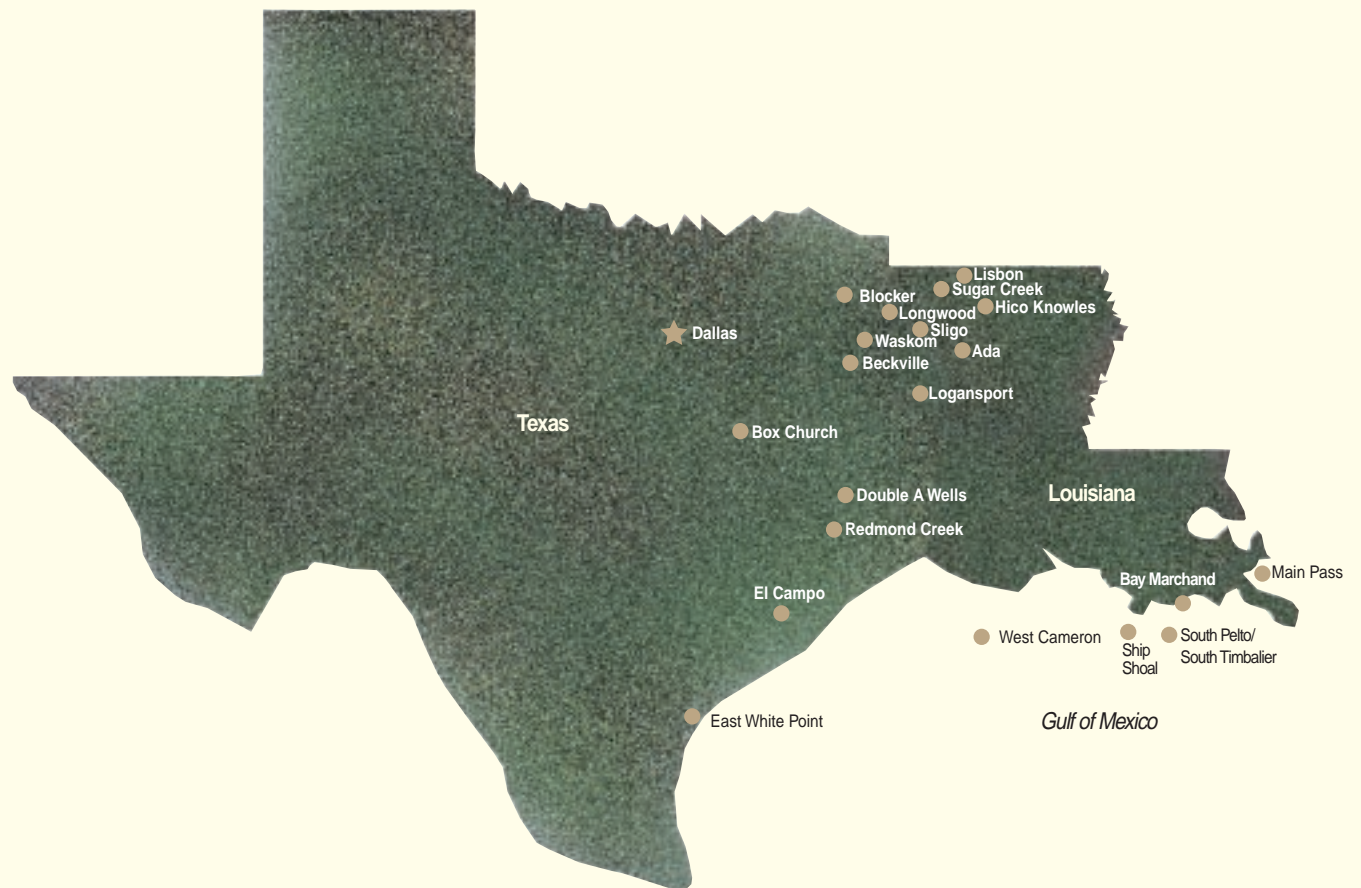 Lisbon
Sugar Creek
Blocker
Hico Knowles
Longwood
Sligo
Dallas
Waskom
Ada
Beckville
Logansport
Texas
Box Church
Double A Wells
Louisiana
Redmond Creek
Main Pass
Bay Marchand
El Campo
West Cameron
South Pelto/
South Timbalier
Ship
Shoal
East White Point
Gulf of Mexico